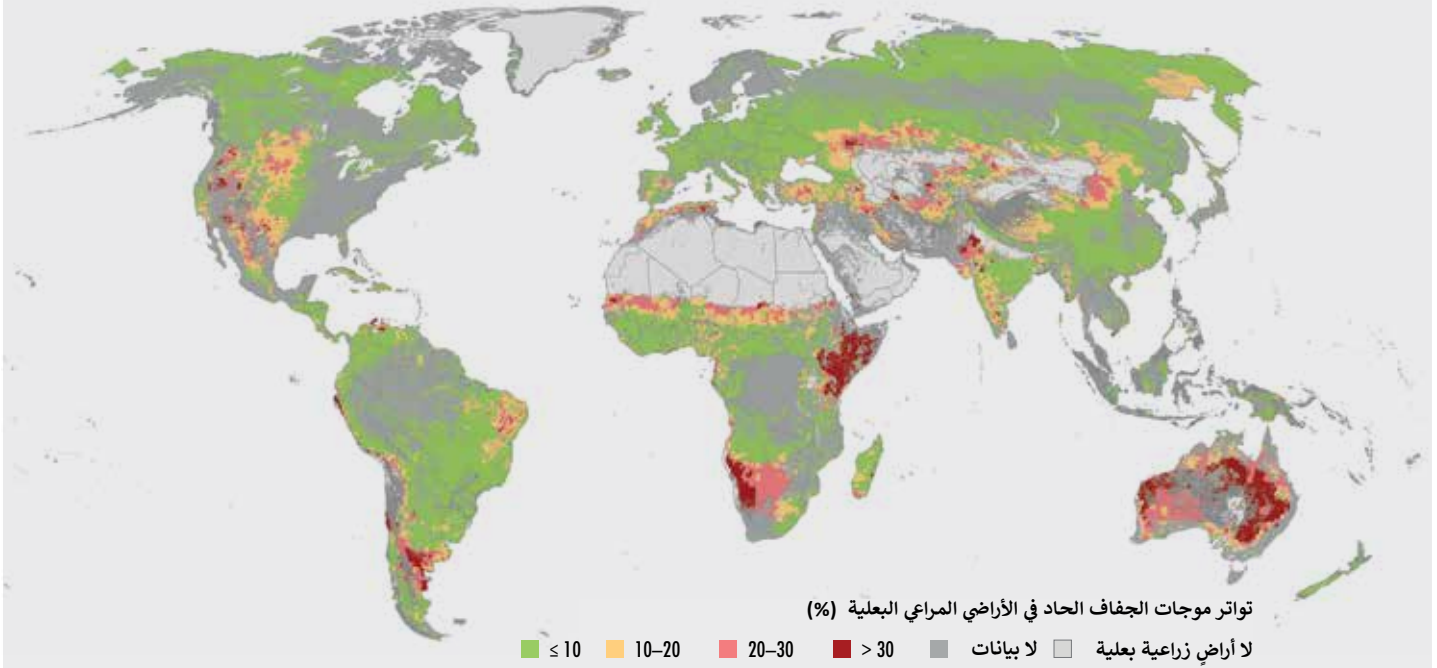 تواتر موجات الجفاف الحاد في الأراضي المراعي البعلية (%)
لا أراضٍ زراعية بعلية لا بيانات > 30 20–30 10–20 ≤ 10